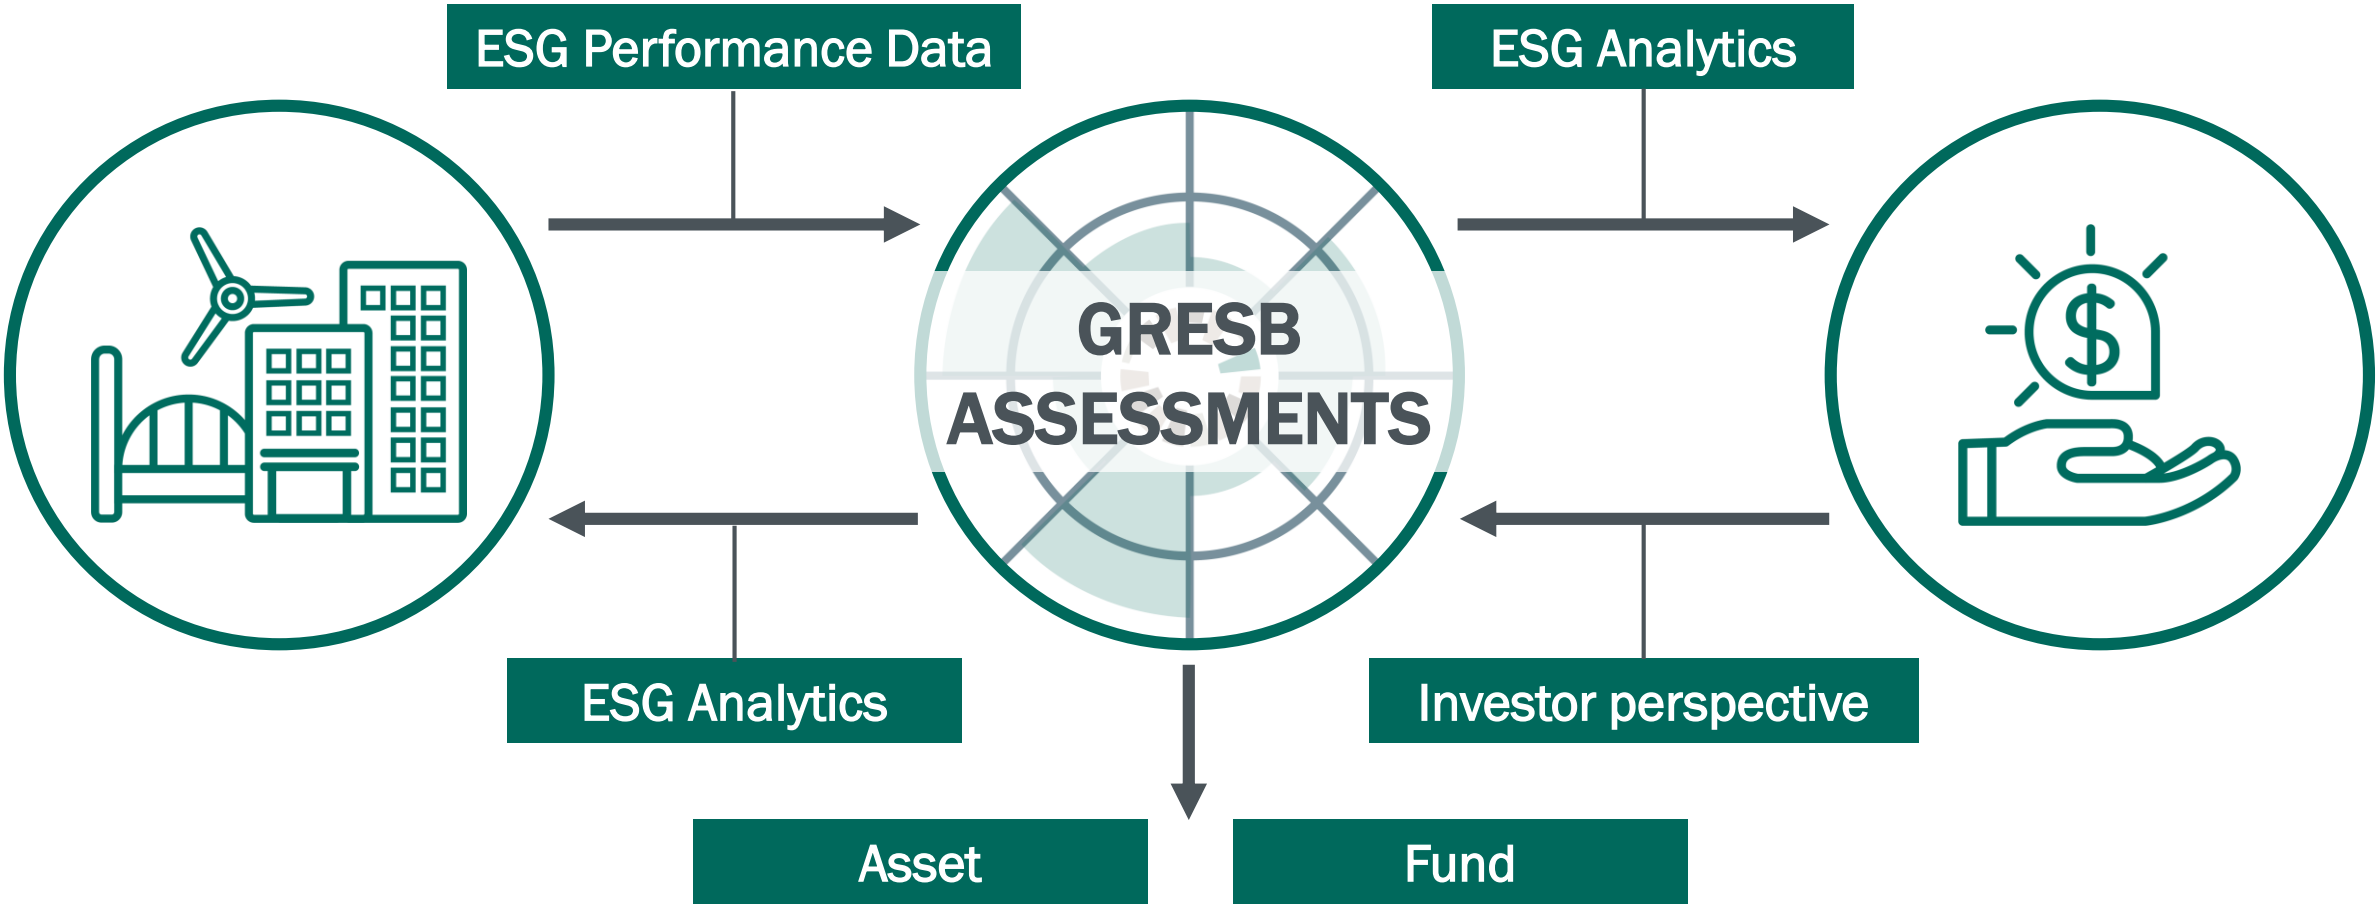 ESG Performance Data
ESG Analytics
GRESB
ASSESSMENTS
$
ESG Analytics
Investor perspective
Asset
Fund